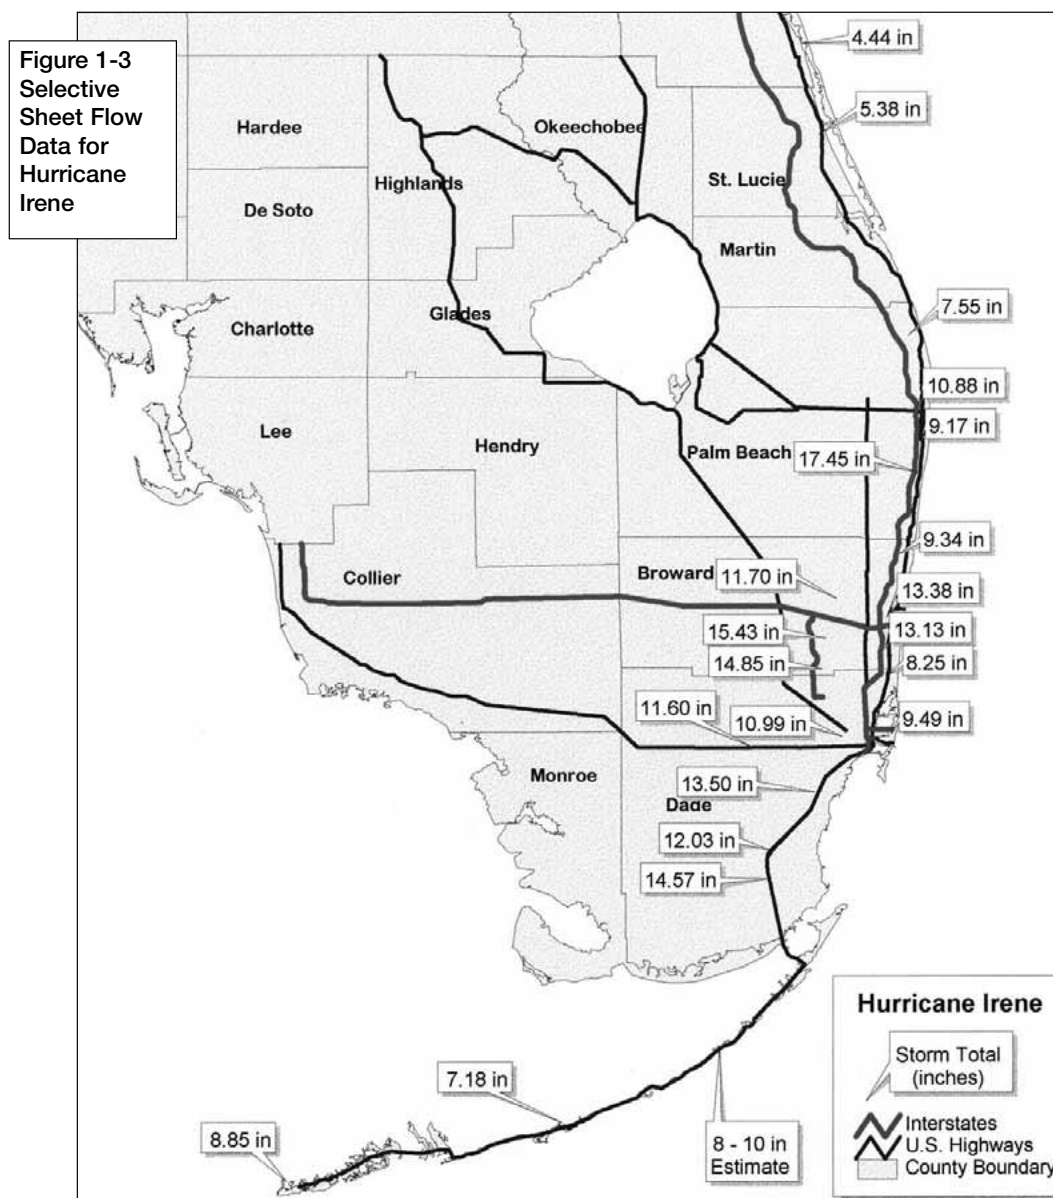 Figure 1-3
Selective
Sheet Flow
Data for
Hurricane
Irene
4.44 in
5.38 in
Hardee
Okeechobee
Highlands
St. Lucie
De Soto
Martin
7.55 in
Glades
Charlotte
10.88 in
9.17 in
Lee
Hendry
Palm Beach
17.45 in
9.34 in
Collier
Broward
11.70 in
13.38 in
15.43 in
13.13 in
14.85 in
8.25 in
11.60 in
10.99 in
9.49 in
Monroe
13.50 in
Dade
12.03 in
14.57 in
Hurricane Irene
Storm Total
(inches)
Interstates
U.S. Highways
County Boundary
7.18 in
8.85 in
8 - 10 in
Estimate